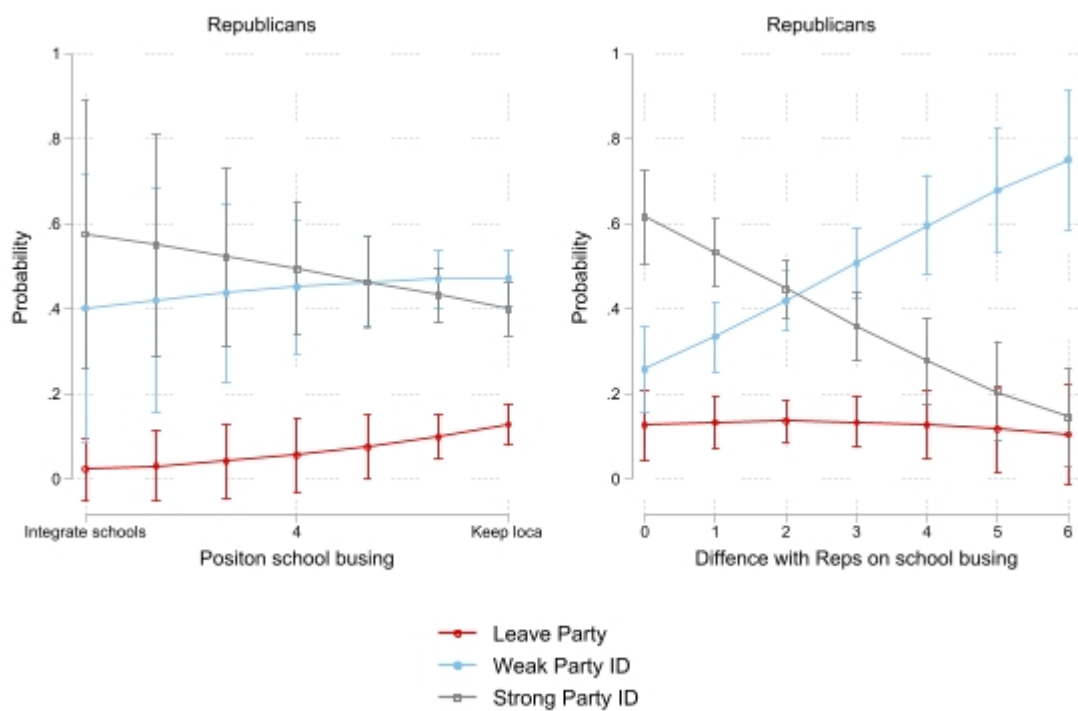 Republicans
1
.8
.6
.4
.2
0
Probability
Integrate schools
4
Keep loca
Positon school busing
Republicans
1
.8
.6
.4
.2
0
Probability
0
1
2
3
4
5
6
Diffence with Reps on school busing
Leave Party
Weak Party ID
Strong Party ID